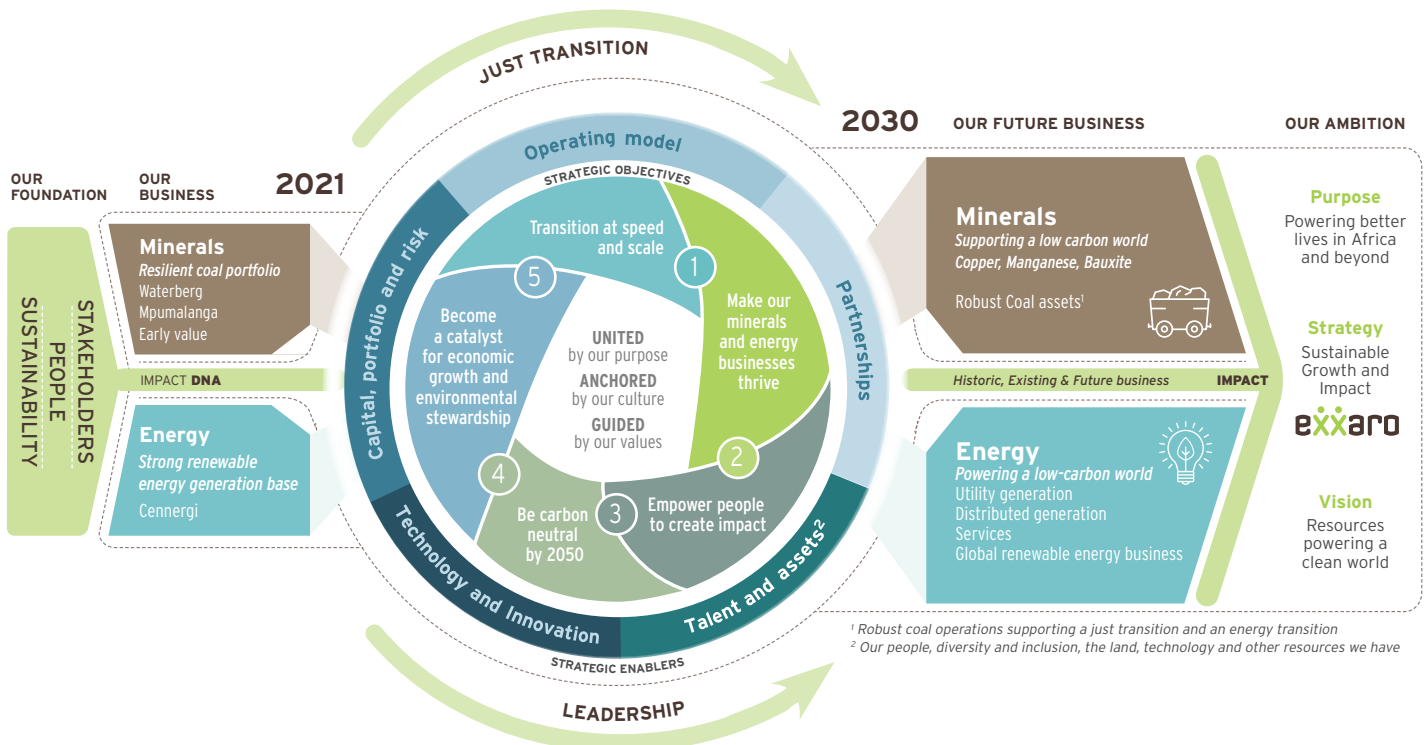 JUST TRANSITION
OUR
FOUNDATION
OUR
BUSINESS
2021
STAKEHOLDERS
PEOPLE
SUSTAINABILITY
Minerals
Resilient coal portfolio
Waterberg
Mpumalanga
Early value
IMPACT DNA
Energy
Strong renewable
energy generation base
Cennergi
Operating model
Partnerships
Talent and assets²
Technology and Innovation
Capital, portfolio and risk
STRATEGIC OBJECTIVES
Transition at speed
and scale
1
Make our
minerals
and energy
businesses
thrive
2
Empower people
to create impact
3
Be carbon
neutral
by 2050
4
Become
a catalyst
for economic
growth and
environmental
stewardship
5
UNITED
by our purpose
ANCHORED
by our culture
GUIDED
by our values
STRATEGIC ENABLERS
LEADERSHIP
2030
OUR FUTURE BUSINESS
Minerals
Supporting a low carbon world
Copper, Manganese, Bauxite
Robust Coal assets¹
Historic, Existing & Future business
IMPACT
Energy
Powering a low-carbon world
Utility generation
Distributed generation
Services
Global renewable energy business
OUR AMBITION
Purpose
Powering better
lives in Africa
and beyond
Strategy
Sustainable
Growth and
Impact
exxaro
Vision
Resources
powering a
clean world
¹ Robust coal operations supporting a just transition and an energy transition
² Our people, diversity and inclusion, the land, technology and other resources we have